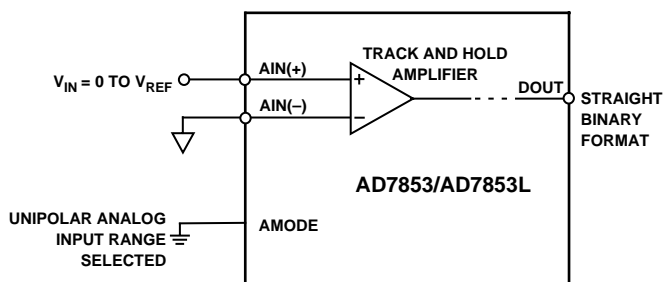 TRACK AND HOLD
AMPLIFIER
V_IN = 0 TO V_REF
AIN(+)
+
DOUT
STRAIGHT
BINARY
FORMAT
AIN(–)
–
AD7853/AD7853L
UNIPOLAR ANALOG
INPUT RANGE
SELECTED
AMODE